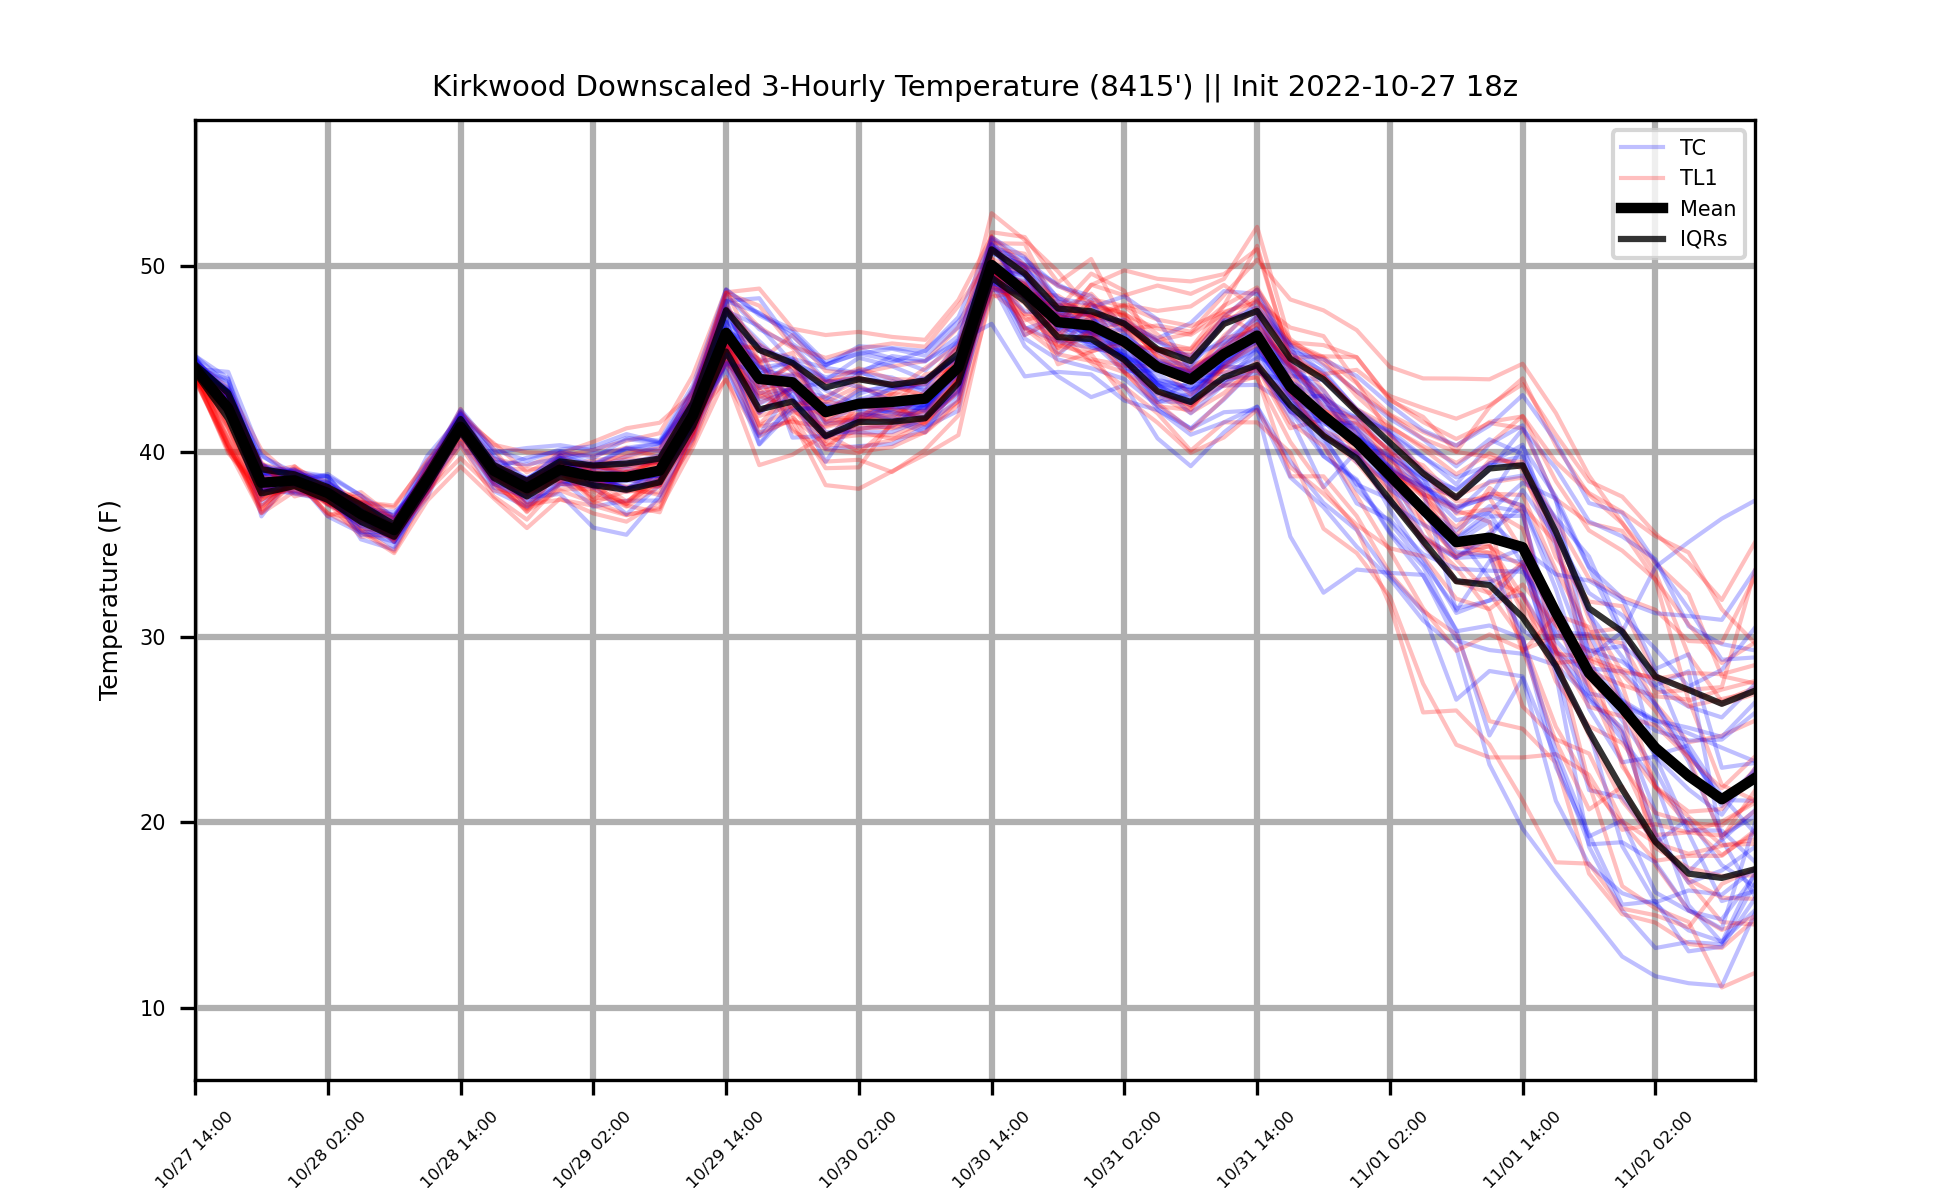 Kirkwood Downscaled 3-Hourly Temperature (8415') || Init 2022-10-27 18z
TC
TL1
Mean
IQRs
Temperature (F)
50
40
30
20
10
10/27 14:00
10/28 02:00
10/28 14:00
10/29 02:00
10/29 14:00
10/30 02:00
10/30 14:00
10/31 02:00
10/31 14:00
11/01 02:00
11/01 14:00
11/02 02:00